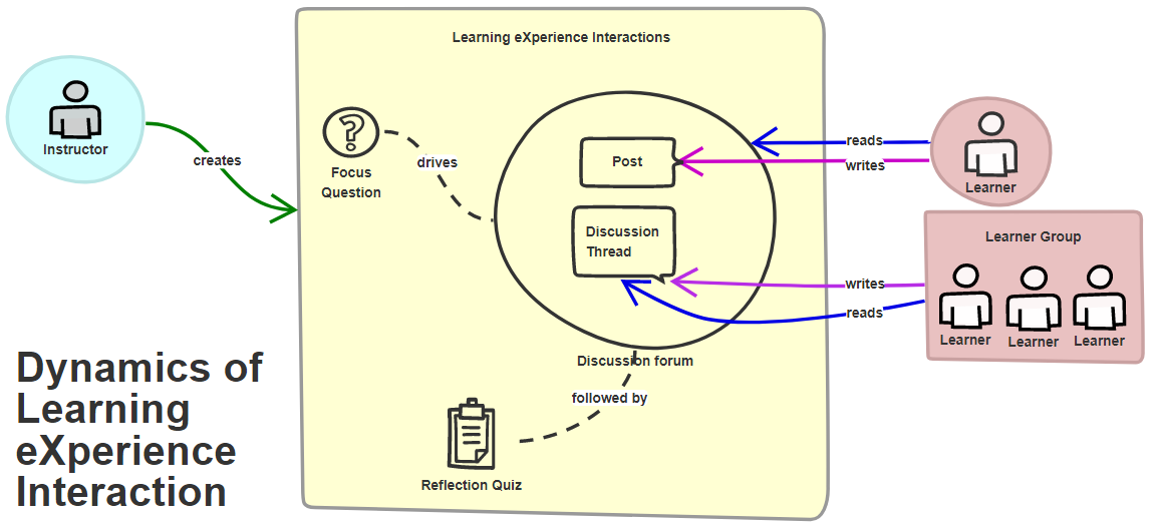 Learning eXperience Interactions
Instructor
creates
?
Focus
Question
drives
Post
Discussion
Thread
Discussion forum
followed by
Reflection Quiz
reads
writes
Learner
Learner Group
writes
reads
Learner
Learner
Learner
Dynamics of
Learning
eXperience
Interaction